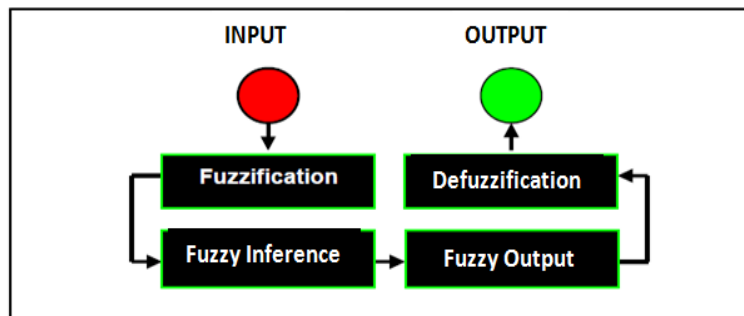 INPUT
OUTPUT
Fuzzification
Defuzzification
Fuzzy Inference
Fuzzy Output